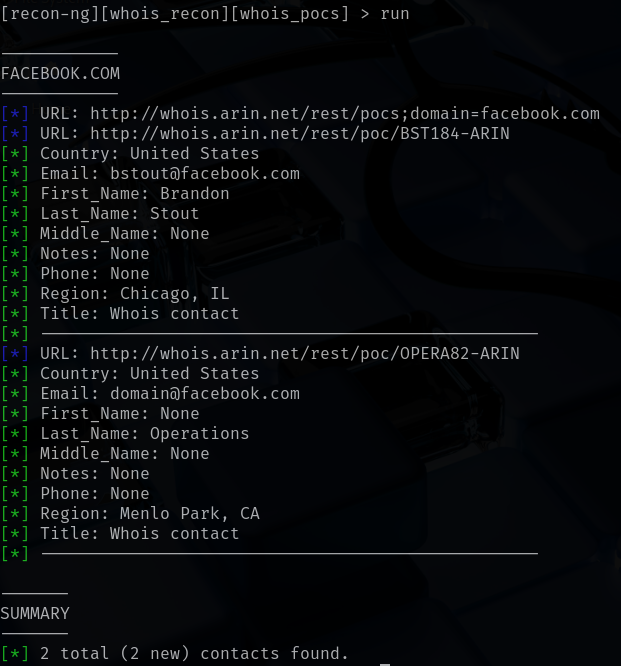 [recon-ng][whois_recon][whois_pocs] > run
FACEBOOK.COM
[*] URL: http://whois.arin.net/rest/pocs;domain=facebook.com
[*] URL: http://whois.arin.net/rest/poc/BST184-ARIN
[*] Country: United States
[*] Email: bstout@facebook.com
[*] First_Name: Brandon
[*] Last_Name: Stout
[*] Middle_Name: None
[*] Notes: None
[*] Phone: None
[*] Region: Chicago, IL
[*] Title: Whois contact
[*] --------------------------------------------------
[*] URL: http://whois.arin.net/rest/poc/OPERA82-ARIN
[*] Country: United States
[*] Email: domain@facebook.com
[*] First_Name: None
[*] Last_Name: Operations
[*] Middle_Name: None
[*] Notes: None
[*] Phone: None
[*] Region: Menlo Park, CA
[*] Title: Whois contact
[*] --------------------------------------------------
SUMMARY
[*] 2 total (2 new) contacts found.